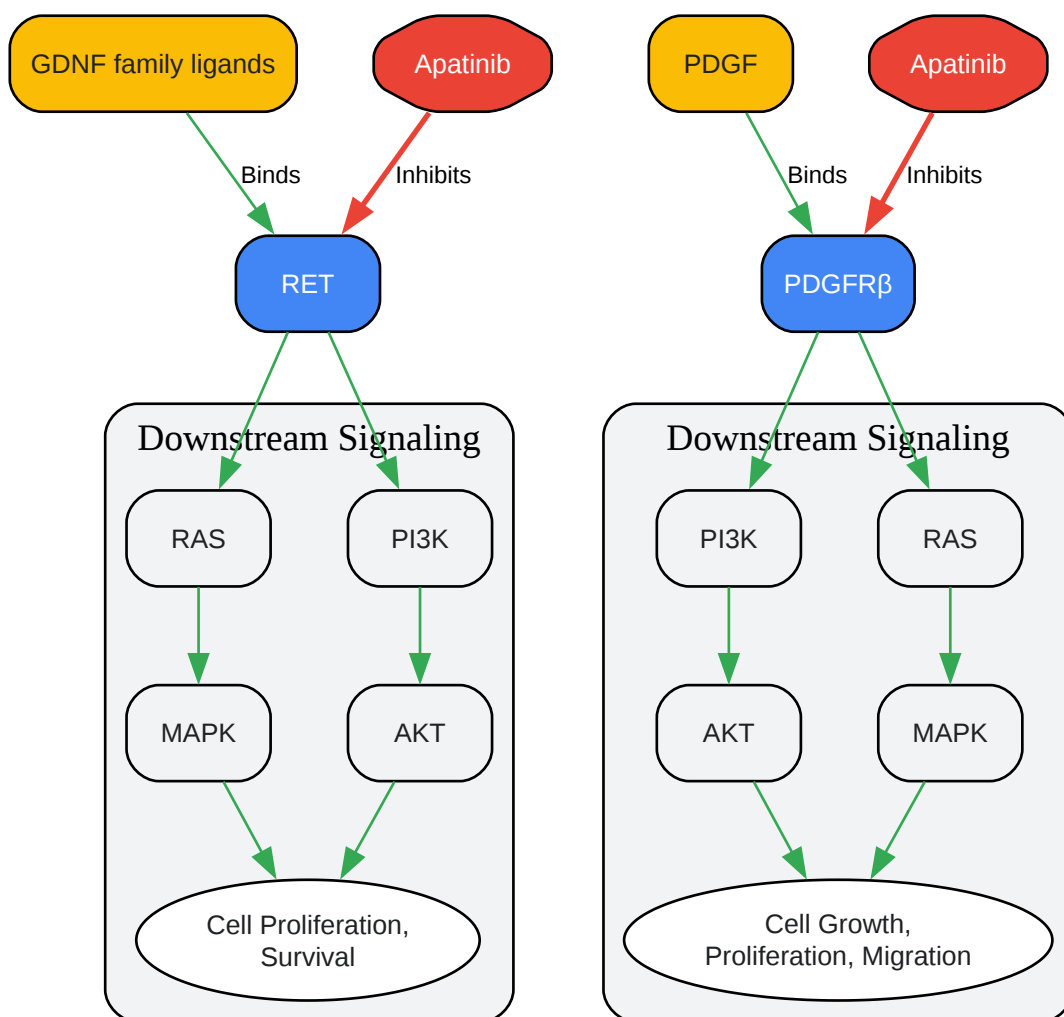 GDNF family ligands
Apatinib
PDGF
Apatinib
Binds
Inhibits
Binds
Inhibits
RET
PDGFRβ
Downstream Signaling
Downstream Signaling
RAS
PI3K
PI3K
RAS
MAPK
AKT
AKT
MAPK
Cell Proliferation,
Survival
Cell Growth,
Proliferation, Migration